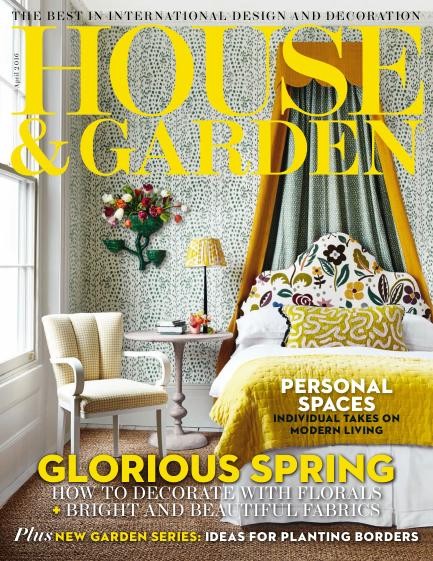 THE BEST IN INTERNATIONAL DESIGN AND DECORATION
April 2016
HOUSE
& GARDEN
PERSONAL
SPACES
INDIVIDUAL TAKES ON
MODERN LIVING
GLORIOUS SPRING
HOW TO DECORATE WITH FLORALS
+ BRIGHT AND BEAUTIFUL FABRICS
Plus NEW GARDEN SERIES: IDEAS FOR PLANTING BORDERS